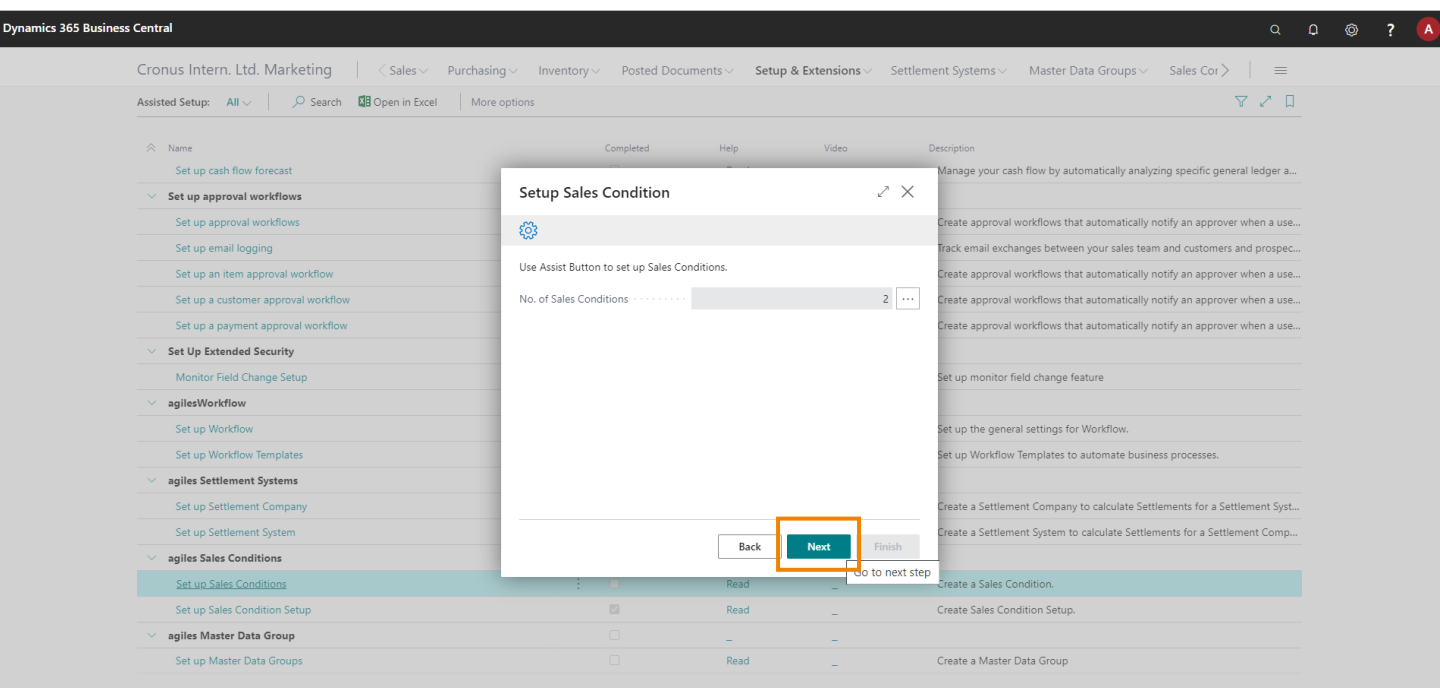 Dynamics 365 Business Central
? A
Cronus Intern. Ltd. Marketing Sales Purchasing Inventory Posted Documents Setup & Extensions Settlement Systems Master Data Groups Sales Cor
Assisted Setup: All Search Open in Excel More options
Name Completed Help Video Description
Set up cash flow forecast Manage your cash flow by automatically analyzing specific general ledger a...
Set up approval workflows
Set up approval workflows Create approval workflows that automatically notify an approver when a use...
Set up email logging Track email exchanges between your sales team and customers and prospec...
Set up an item approval workflow Create approval workflows that automatically notify an approver when a use...
Set up a customer approval workflow Create approval workflows that automatically notify an approver when a use...
Set up a payment approval workflow Create approval workflows that automatically notify an approver when a use...
Set Up Extended Security
Monitor Field Change Setup Set up monitor field change feature
agilesWorkflow
Set up Workflow Set up the general settings for Workflow.
Set up Workflow Templates Set up Workflow Templates to automate business processes.
agiles Settlement Systems
Set up Settlement Company Create a Settlement Company to calculate Settlements for a Settlement Syst...
Set up Settlement System Create a Settlement System to calculate Settlements for a Settlement Comp...
agiles Sales Conditions
Set up Sales Conditions Read _ Create a Sales Condition.
Set up Sales Condition Setup Read _ Create Sales Condition Setup.
agiles Master Data Group _ _
Set up Master Data Groups Read _ Create a Master Data Group
Setup Sales Condition
Use Assist Button to set up Sales Conditions.
No. of Sales Conditions 2 ...
Back Next Finish
Go to next step